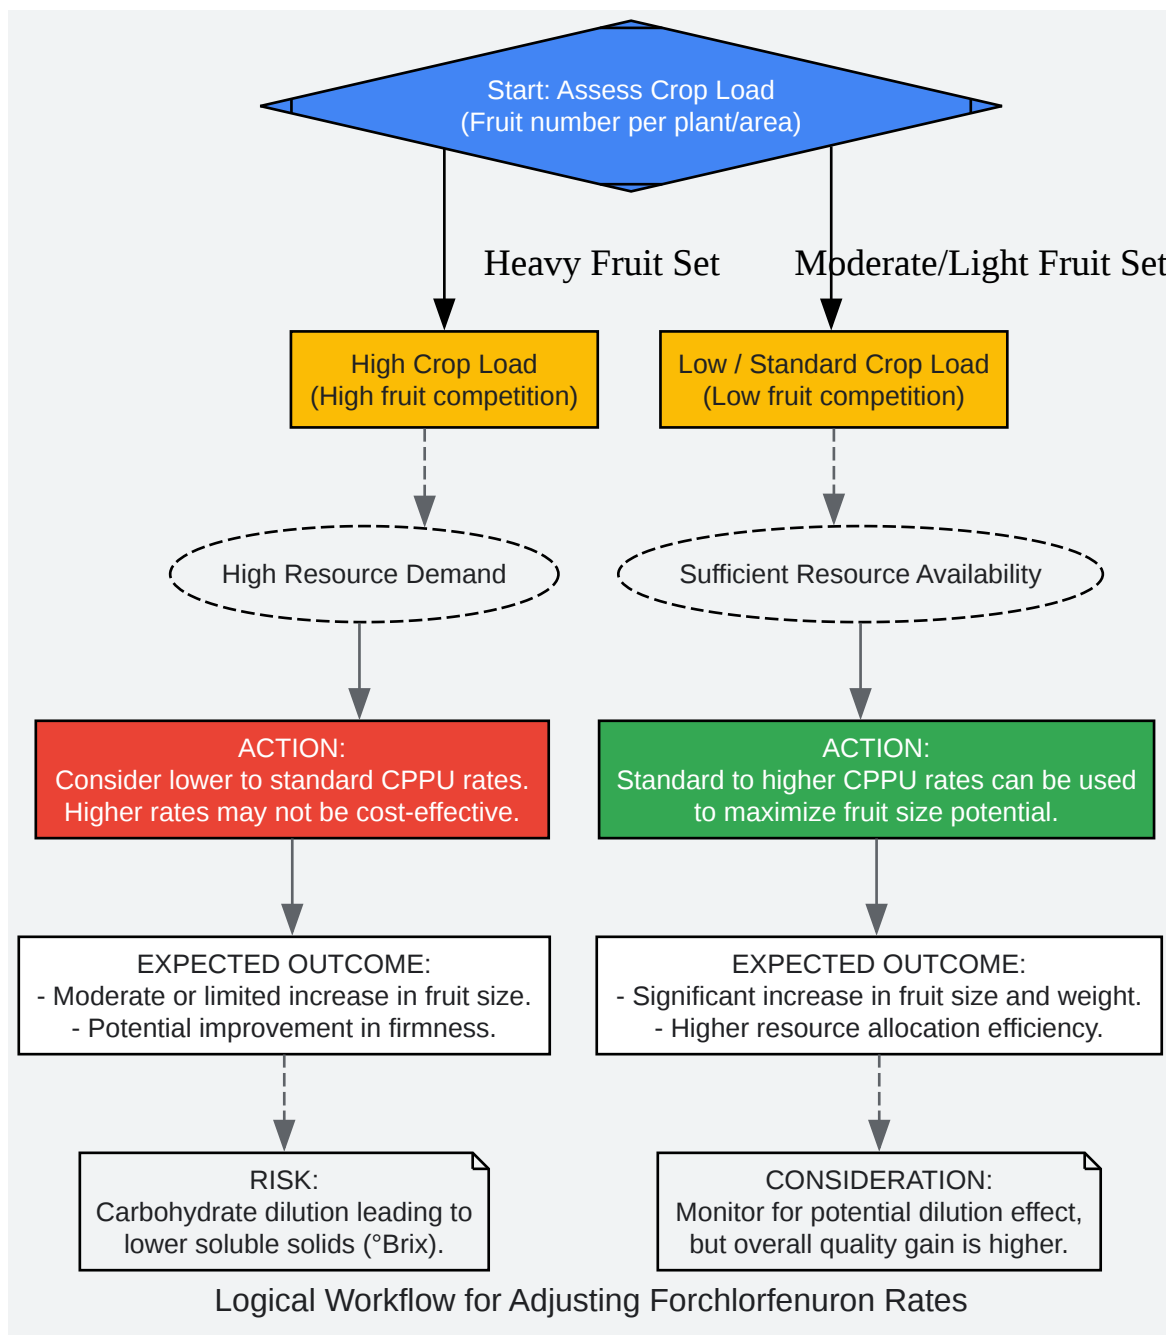 Start: Assess Crop Load
(Fruit number per plant/area)
Heavy Fruit Set
Moderate/Light Fruit Set
High Crop Load
(High fruit competition)
Low / Standard Crop Load
(Low fruit competition)
High Resource Demand
Sufficient Resource Availability
ACTION:
Consider lower to standard CPPU rates.
Higher rates may not be cost-effective.
ACTION:
Standard to higher CPPU rates can be used
to maximize fruit size potential.
EXPECTED OUTCOME:
- Moderate or limited increase in fruit size.
- Potential improvement in firmness.
EXPECTED OUTCOME:
- Significant increase in fruit size and weight.
- Higher resource allocation efficiency.
RISK:
Carbohydrate dilution leading to
lower soluble solids (°Brix).
CONSIDERATION:
Monitor for potential dilution effect,
but overall quality gain is higher.
Logical Workflow for Adjusting Forchlorfenuron Rates